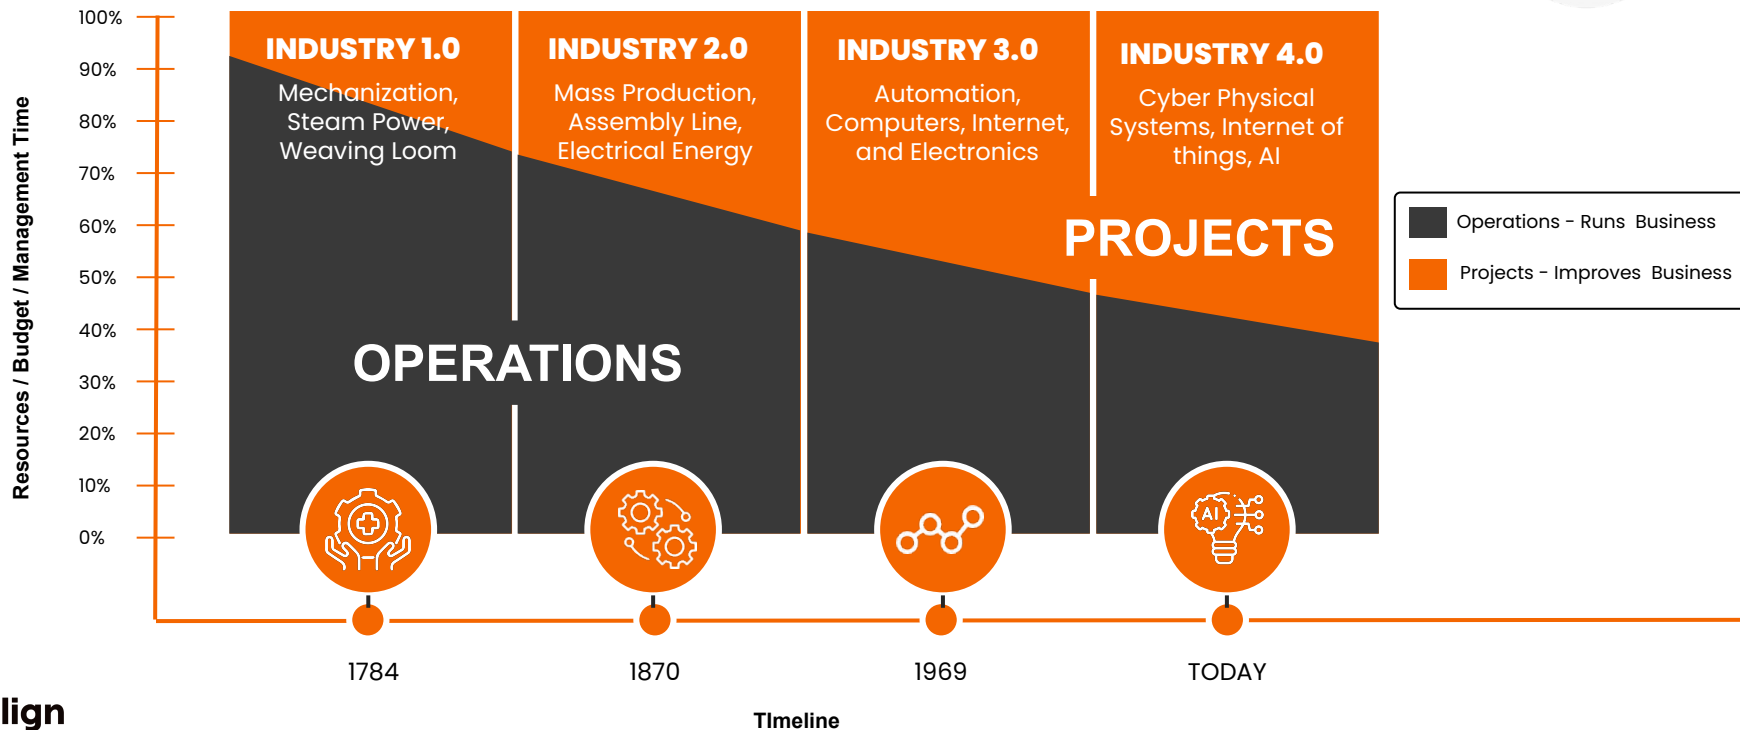 100%
90%
80%
70%
60%
50%
40%
30%
20%
10%
0%
Resources / Budget / Management Time
INDUSTRY 1.0
Mechanization,
Steam Power,
Weaving Loom
INDUSTRY 2.0
Mass Production,
Assembly Line,
Electrical Energy
INDUSTRY 3.0
Automation,
Computers, Internet,
and Electronics
INDUSTRY 4.0
Cyber Physical
Systems, Internet of
things, AI
PROJECTS
OPERATIONS
Operations - Runs Business
Projects - Improves Business
AI
1784
1870
1969
TODAY
TImeline
lign